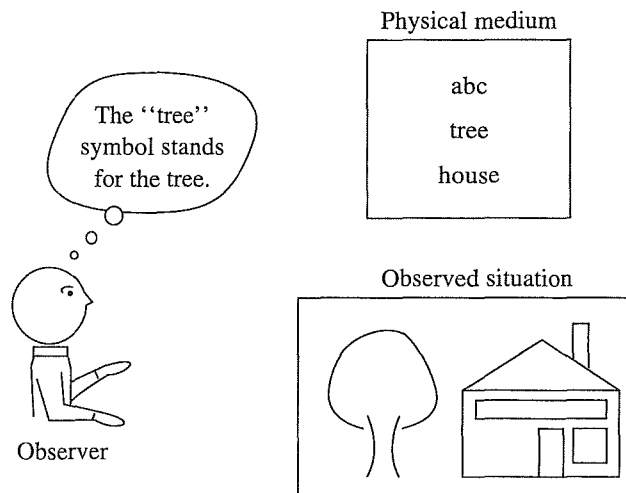 Physical medium
The ‘‘tree’’
symbol stands
for the tree.
abc
tree
house
Observed situation
Observer